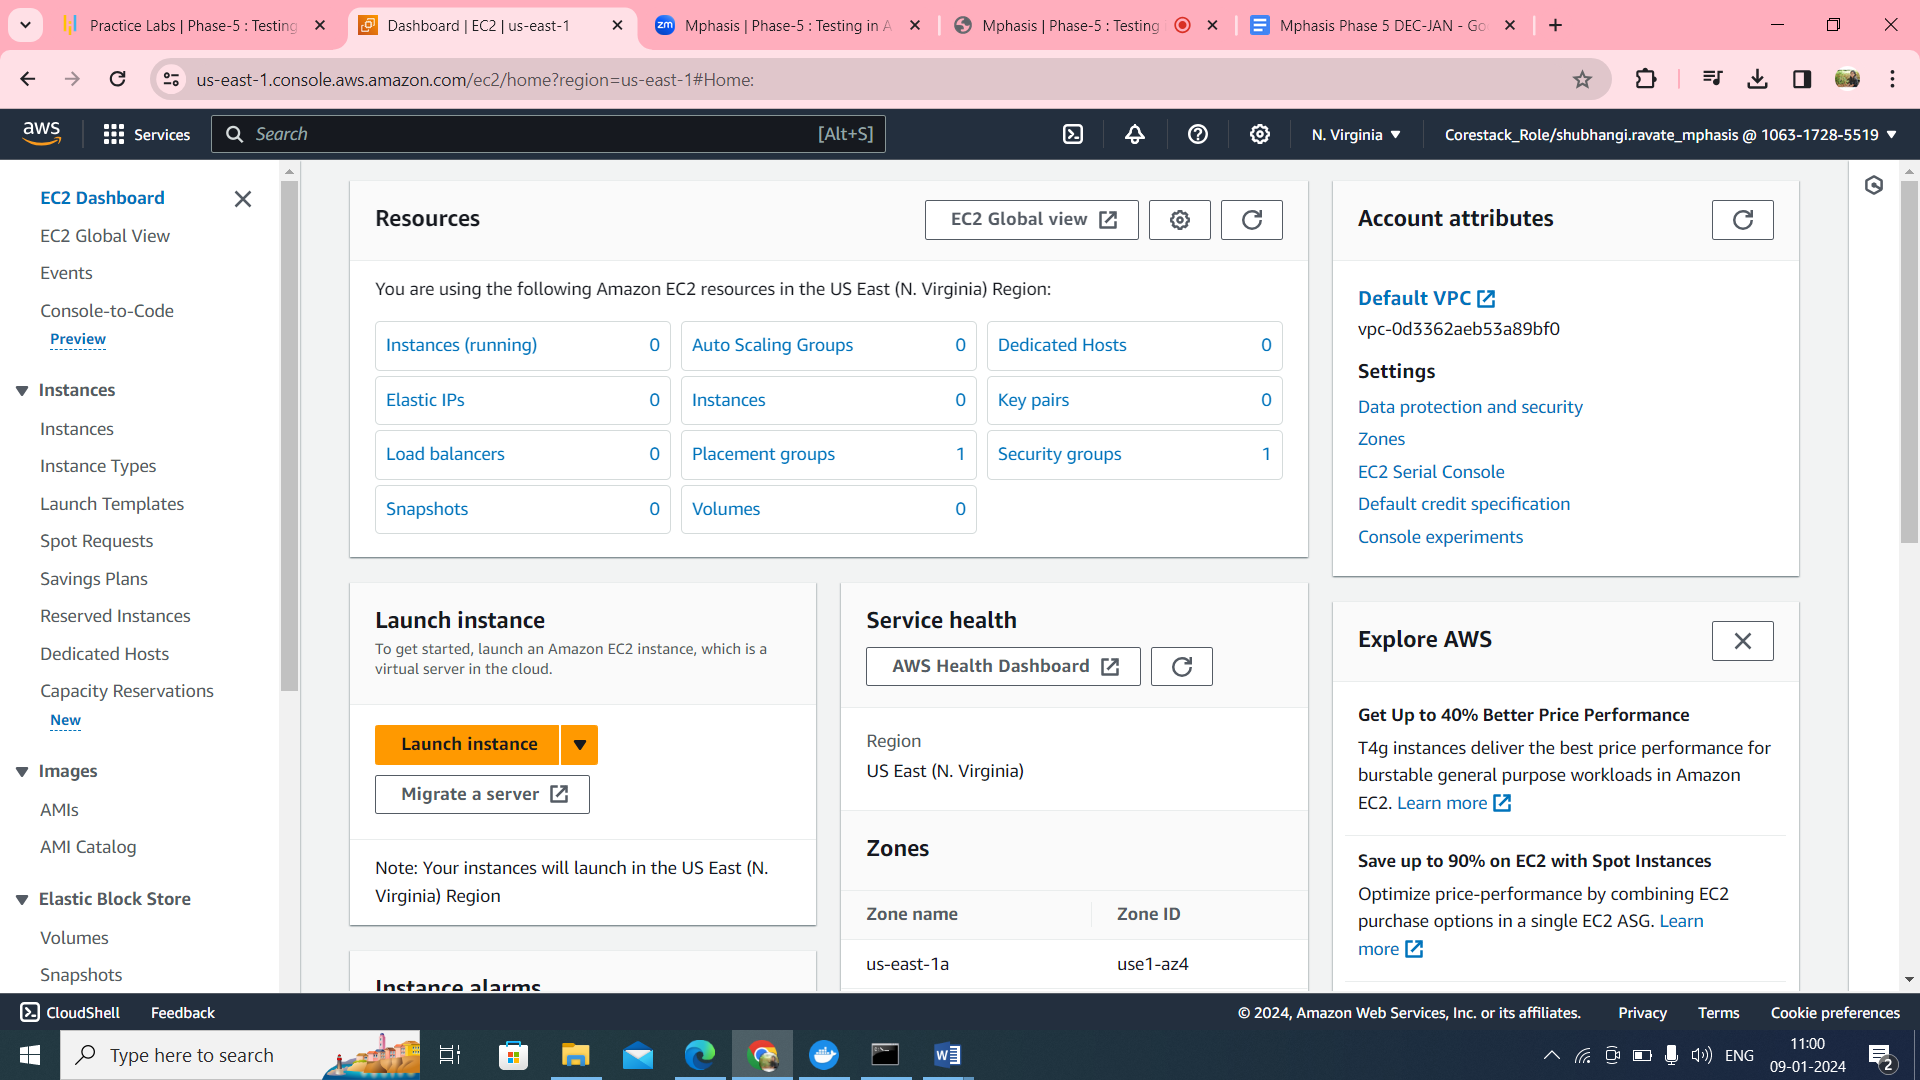 Practice Labs | Phase-5 : Testing
Dashboard | EC2 | us-east-1
zm
Mphasis | Phase-5 : Testing in A
Mphasis | Phase-5 : Testing
Mphasis Phase 5 DEC-JAN - Go
us-east-1.console.aws.amazon.com/ec2/home?region=us-east-1#Home:
aws
Services
Search
[Alt+S]
N. Virginia
Corestack_Role/shubhangi.ravate_mphasis @ 1063-1728-5519
EC2 Dashboard
EC2 Global View
Events
Console-to-Code
Preview
Instances
Instances
Instance Types
Launch Templates
Spot Requests
Savings Plans
Reserved Instances
Dedicated Hosts
Capacity Reservations
New
Images
AMIs
AMI Catalog
Elastic Block Store
Volumes
Snapshots
Resources
EC2 Global view
You are using the following Amazon EC2 resources in the US East (N. Virginia) Region:
Instances (running) 0
Auto Scaling Groups 0
Dedicated Hosts 0
Elastic IPs 0
Instances 0
Key pairs 0
Load balancers 0
Placement groups 1
Security groups 1
Snapshots 0
Volumes 0
Launch instance
To get started, launch an Amazon EC2 instance, which is a
virtual server in the cloud.
Launch instance
Migrate a server
Note: Your instances will launch in the US East (N.
Virginia) Region
Instance alarms
Service health
AWS Health Dashboard
Region
US East (N. Virginia)
Zones
Zone name
Zone ID
us-east-1a
use1-az4
Account attributes
Default VPC
vpc-0d3362aeb53a89bf0
Settings
Data protection and security
Zones
EC2 Serial Console
Default credit specification
Console experiments
Explore AWS
Get Up to 40% Better Price Performance
T4g instances deliver the best price performance for
burstable general purpose workloads in Amazon
EC2. Learn more
Save up to 90% on EC2 with Spot Instances
Optimize price-performance by combining EC2
purchase options in a single EC2 ASG. Learn
more
CloudShell
Feedback
© 2024, Amazon Web Services, Inc. or its affiliates.
Privacy
Terms
Cookie preferences
Type here to search
W
ENG
11:00
09-01-2024
2